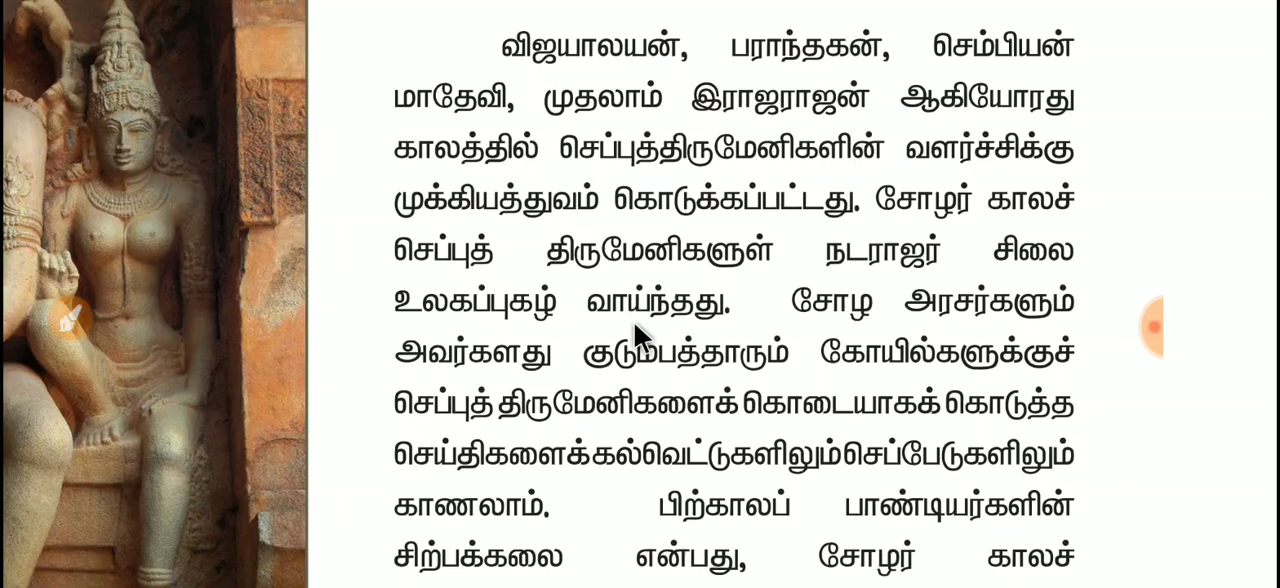 விஜயாலயன், பராந்தகன், செம்பியன்
மாதேவி, முதலாம் இராஜராஜன் ஆகியோரது
காலத்தில் செப்புத்திருமேனிகளின் வளர்ச்சிக்கு
முக்கியத்துவம் கொடுக்கப்பட்டது. சோழர் காலச்
செப்புத் திருமேனிகளுள் நடராஜர் சிலை
உலகப்புகழ் வாய்ந்தது. சோழ அரசர்களும்
அவர்களது குடும்பத்தாரும் கோயில்களுக்குச்
செப்புத் திருமேனிகளைக் கொடையாகக் கொடுத்த
செய்திகளைக் கல்வெட்டுகளிலும் செப்பேடுகளிலும்
காணலாம். பிற்காலப் பாண்டியர்களின்
சிற்பக்கலை என்பது, சோழர் காலச்